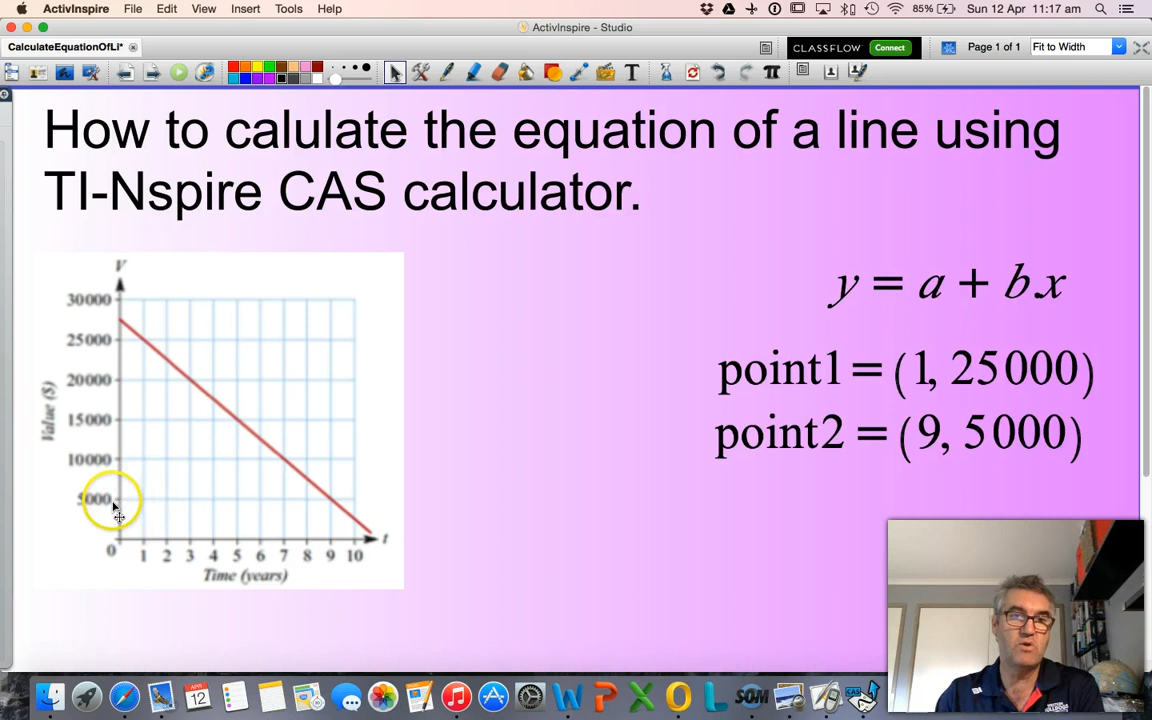 ActivInspire File Edit View Insert Tools Help 85% Sun 12 Apr 11:17 am
ActivInspire - Studio
CalculateEquationOfLi* CLASSFLOW Connect Page 1 of 1 Fit to Width
How to calulate the equation of a line using
TI-Nspire CAS calculator.
y = a + b.x
point1 = (1, 25000)
point2 = (9, 5000)
V
30000
25000
20000
15000
10000
5000
Value ($)
0 1 2 3 4 5 6 7 8 9 10 t
Time (years)
APR
12
CAS